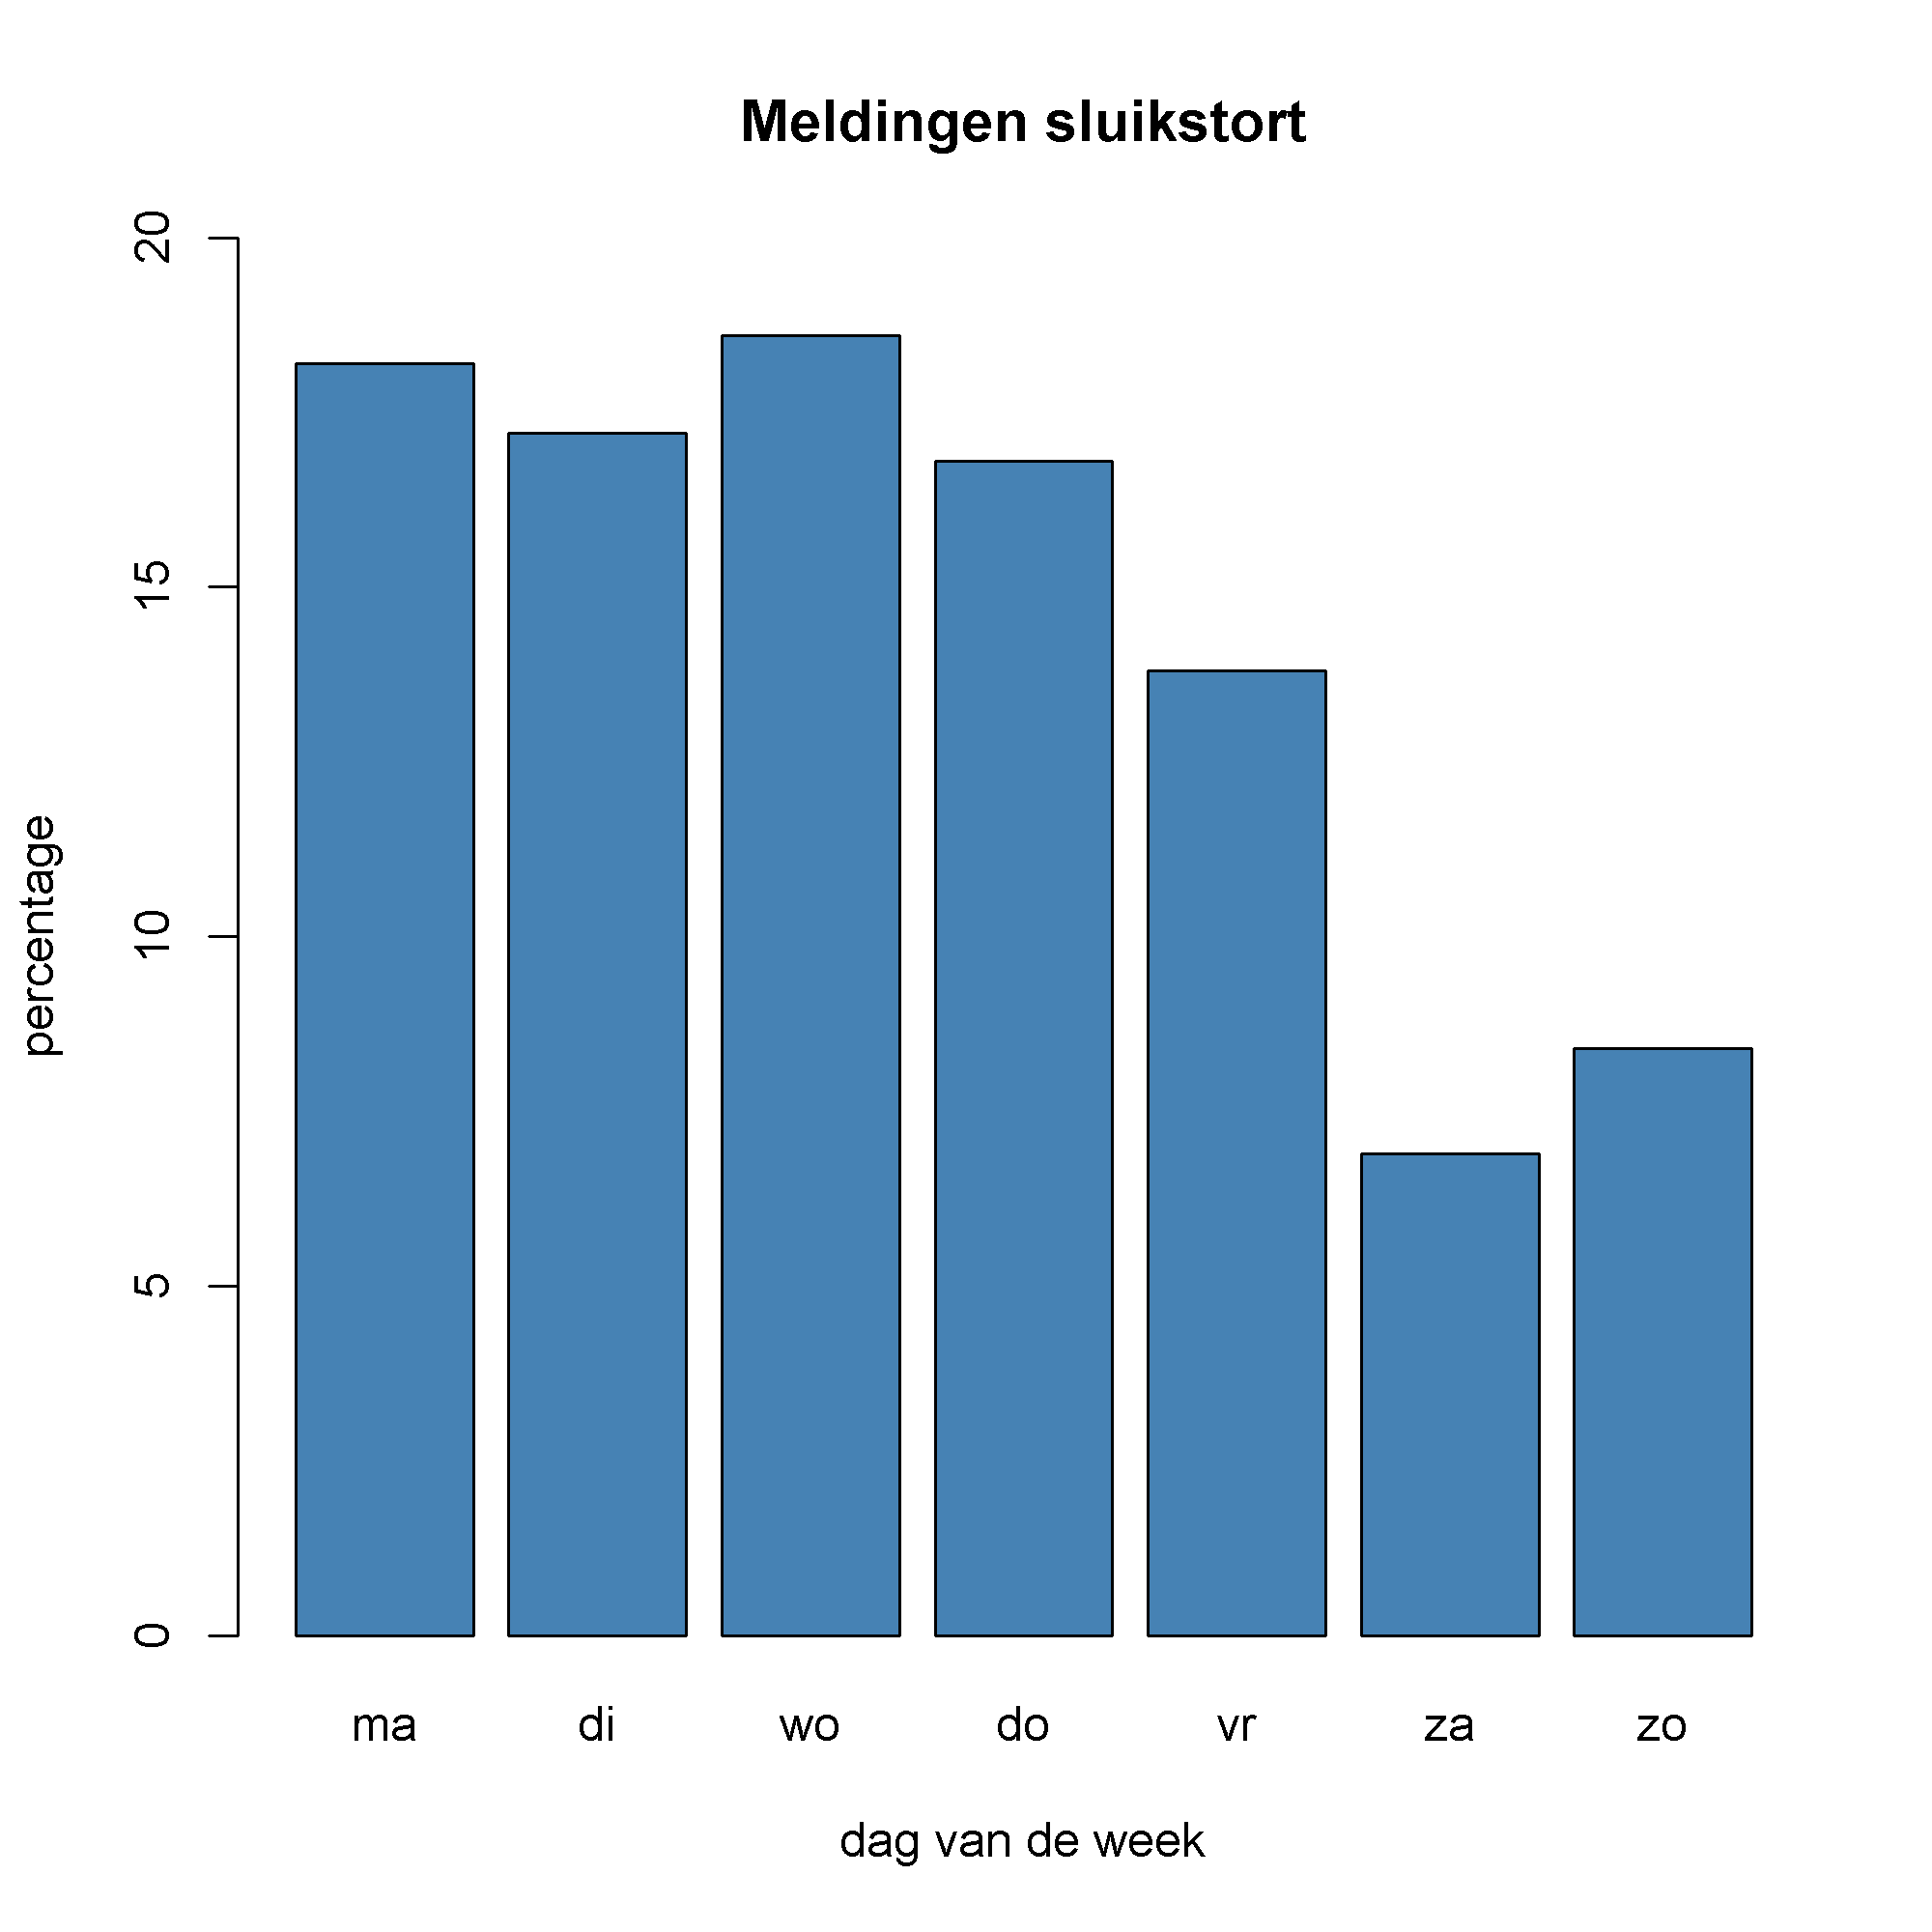 Meldingen sluikstort
20
15
10
5
0
percentage
ma di wo do vr za zo
dag van de week